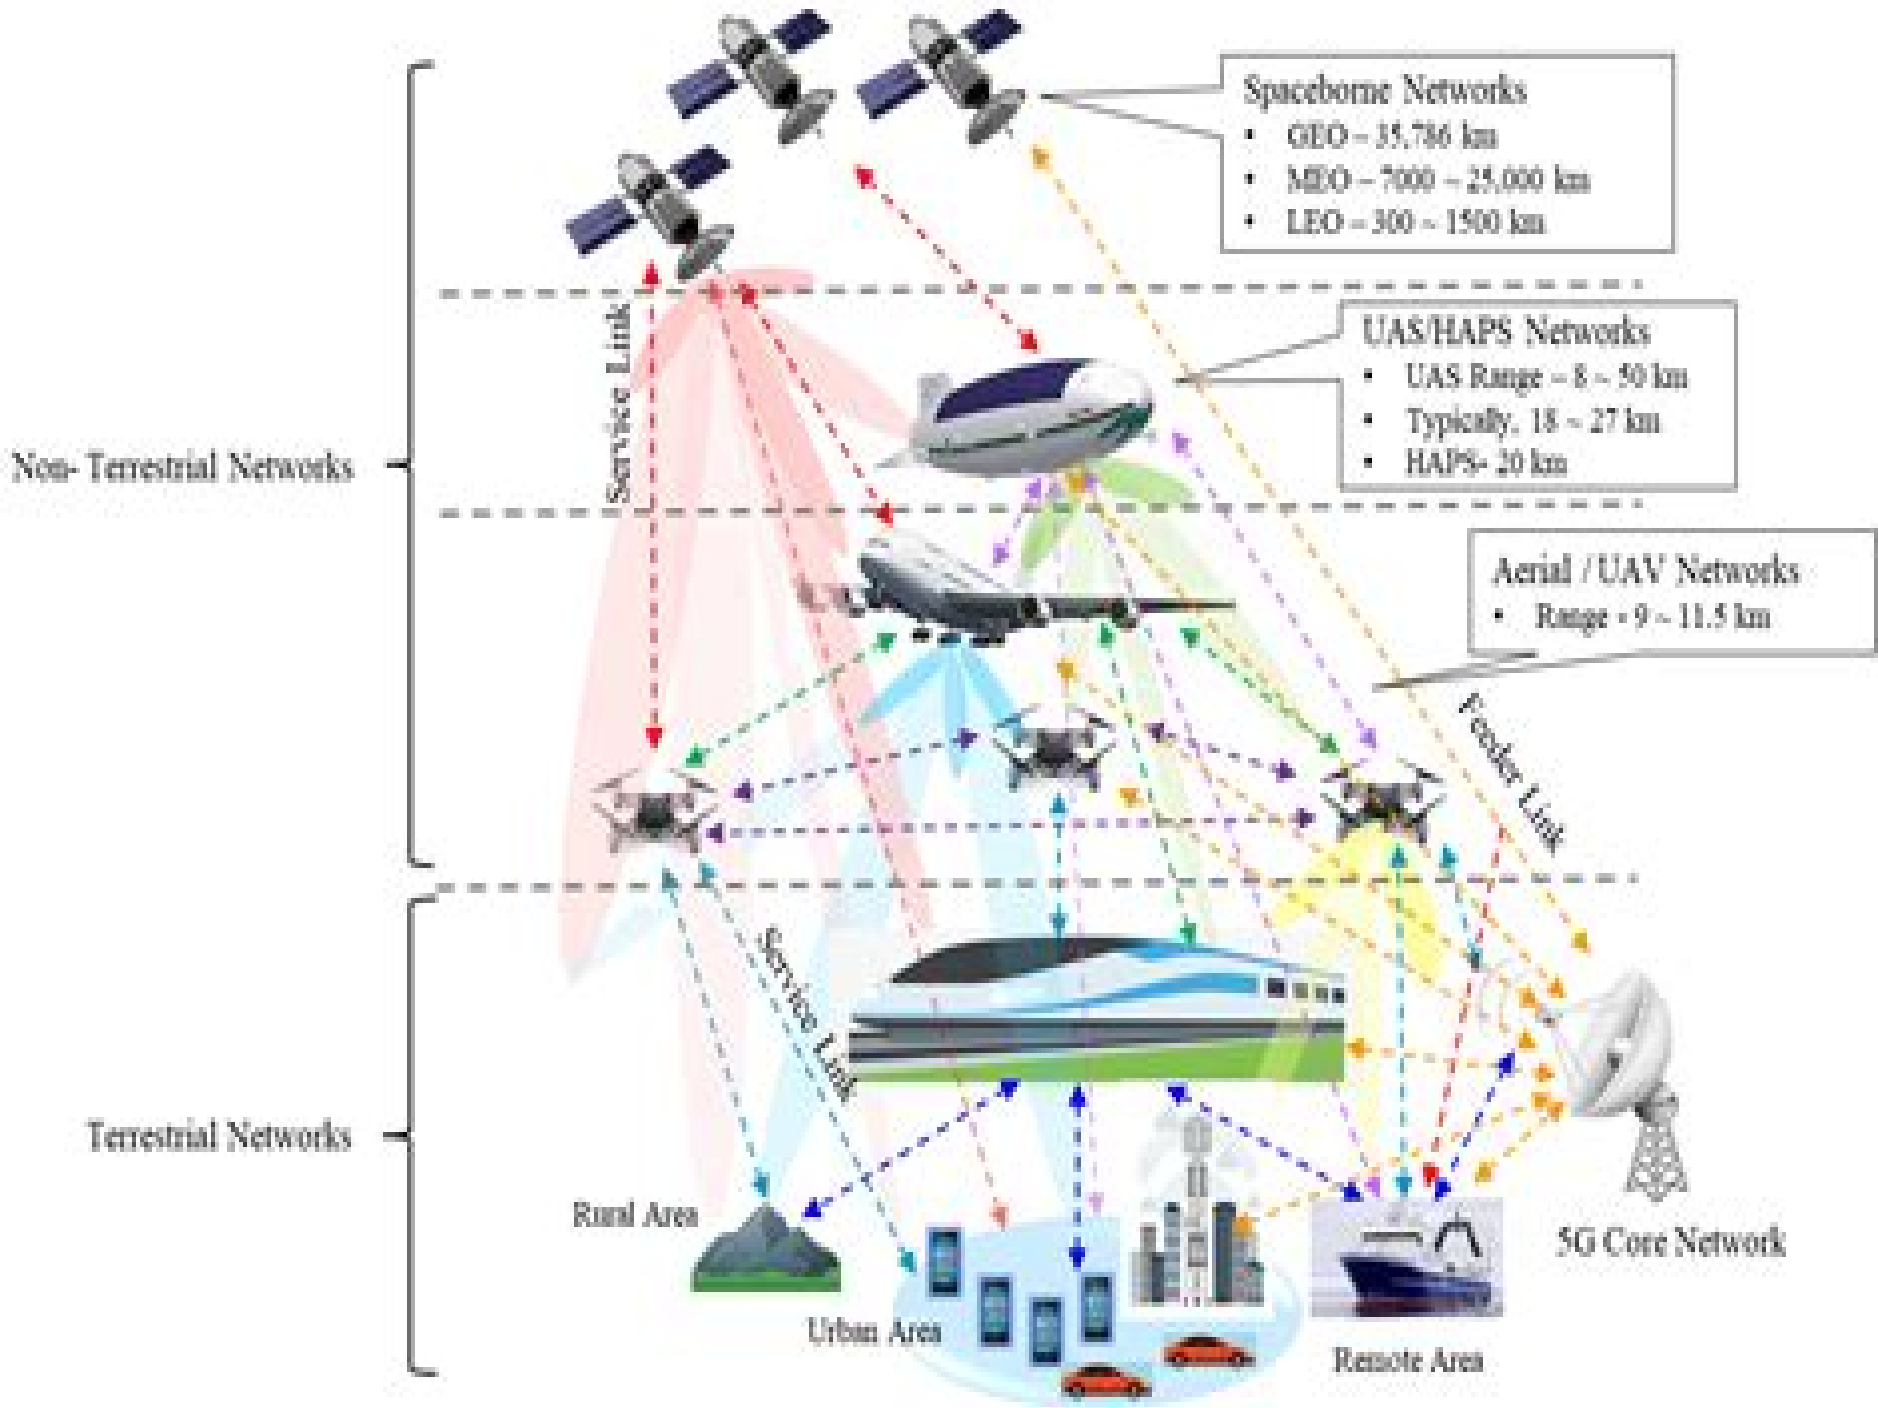 Spaceborne Networks
• GEO – 35,786 km
• MEO – 7000 ~ 25,000 km
• LEO – 300 ~ 1500 km
Service Link
UAS/HAPS Networks
• UAS Range – 8 ~ 50 km
• Typically, 18 ~ 27 km
• HAPS- 20 km
Non- Terrestrial Networks
Aerial / UAV Networks
• Range - 9 ~ 11.5 km
Feeder Link
Service Link
Terrestrial Networks
Rural Area
5G Core Network
Urban Area
Remote Area